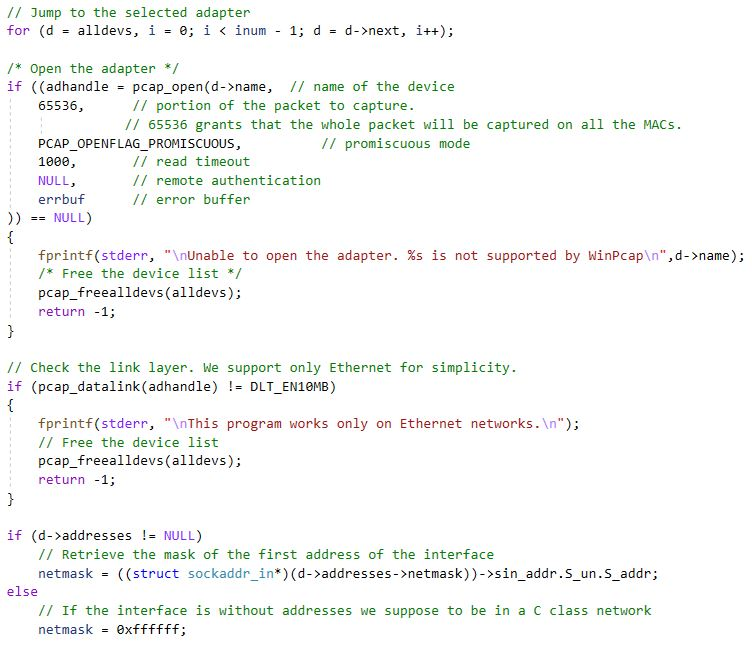 // Jump to the selected adapter
for (d = alldevs, i = 0; i < inum - 1; d = d->next, i++);

/* Open the adapter */
if ((adhandle = pcap_open(d->name,  // name of the device
    65536,      // portion of the packet to capture.
               // 65536 grants that the whole packet will be captured on all the MACs.
    PCAP_OPENFLAG_PROMISCUOUS,          // promiscuous mode
    1000,       // read timeout
    NULL,       // remote authentication
    errbuf      // error buffer
)) == NULL)
{
    fprintf(stderr, "\nUnable to open the adapter. %s is not supported by WinPcap\n",d->name);
    /* Free the device list */
    pcap_freealldevs(alldevs);
    return -1;
}

// Check the link layer. We support only Ethernet for simplicity.
if (pcap_datalink(adhandle) != DLT_EN10MB)
{
    fprintf(stderr, "\nThis program works only on Ethernet networks.\n");
    // Free the device list
    pcap_freealldevs(alldevs);
    return -1;
}

if (d->addresses != NULL)
    // Retrieve the mask of the first address of the interface
    netmask = ((struct sockaddr_in*)(d->addresses->netmask))->sin_addr.S_un.S_addr;
else
    // If the interface is without addresses we suppose to be in a C class network
    netmask = 0xffffff;